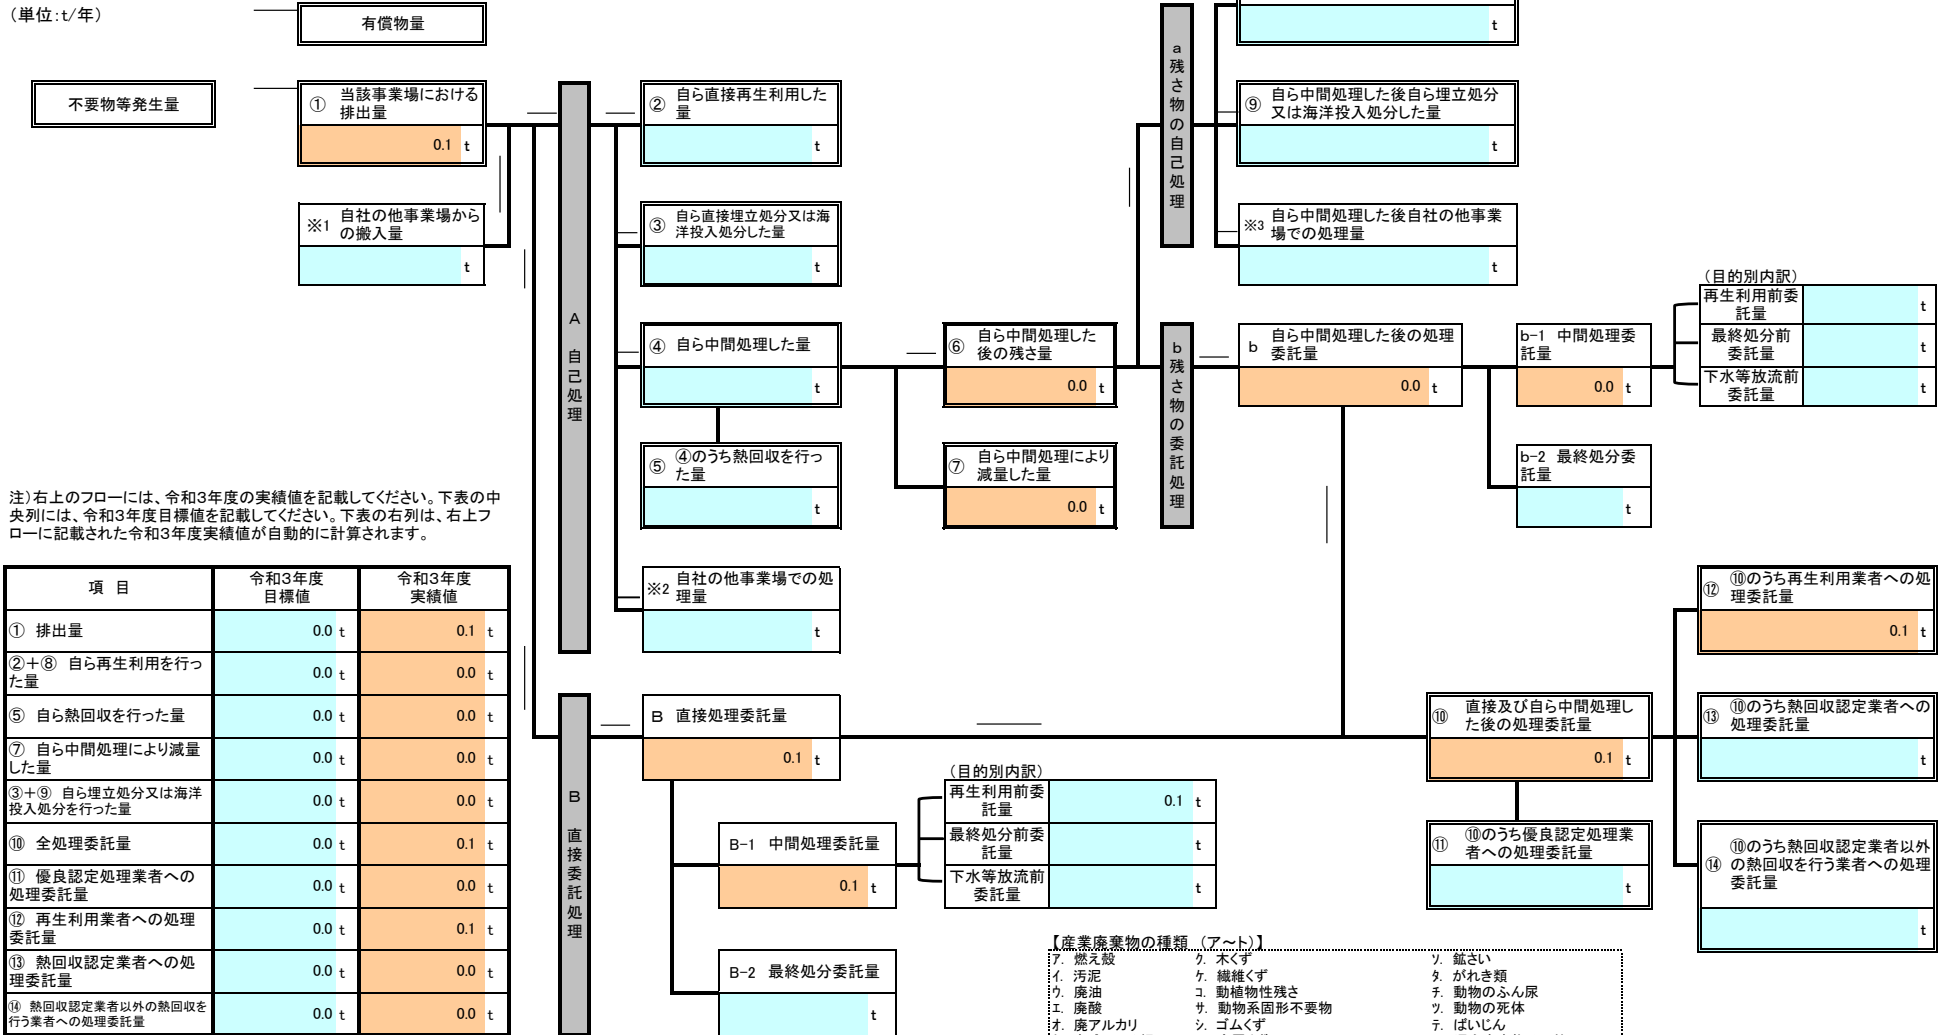 (単位:t/年)
有償物量
不要物等発生量
① 当該事業場における
排出量
0.1 t
※1 自社の他事業場から
の搬入量
t
A 自己処理
② 自ら直接再生利用した
量
t
③ 自ら直接埋立処分又は海
洋投入処分した量
t
④ 自ら中間処理した量
t
⑤ ④のうち熱回収を行っ
た量
t
※2 自社の他事業場での処
理量
t
⑥ 自ら中間処理した
後の残さ量
0.0 t
⑦ 自ら中間処理により
減量した量
0.0 t
a 残さ物の自己処理
t
⑨ 自ら中間処理した後自ら埋立処分
又は海洋投入処分した量
t
※3 自ら中間処理した後自社の他事業
場での処理量
t
b 残さ物の委託処理
b 自ら中間処理した後の処理
委託量
0.0 t
b-1 中間処理委
託量
0.0 t
b-2 最終処分委
託量
t
(目的別内訳)
再生利用前委
託量
t
最終処分前
委託量
t
下水等放流前
委託量
t
注)右上のフローには、令和3年度の実績値を記載してください。下表の中
央列には、令和3年度目標値を記載してください。下表の右列は、右上フ
ローに記載された令和3年度実績値が自動的に計算されます。
項 目
令和3年度
目標値
令和3年度
実績値
① 排出量 0.0 t 0.1 t
②+⑧ 自ら再生利用を行っ
た量 0.0 t 0.0 t
⑤ 自ら熱回収を行った量 0.0 t 0.0 t
⑦ 自ら中間処理により減量
した量 0.0 t 0.0 t
③+⑨ 自ら埋立処分又は海洋
投入処分を行った量 0.0 t 0.0 t
⑩ 全処理委託量 0.0 t 0.1 t
⑪ 優良認定処理業者への
処理委託量 0.0 t 0.0 t
⑫ 再生利用業者への処理
委託量 0.0 t 0.1 t
⑬ 熱回収認定業者への処
理委託量 0.0 t 0.0 t
⑭ 熱回収認定業者以外の熱回収を
行う業者への処理委託量 0.0 t 0.0 t
B 直接委託処理
B 直接処理委託量
0.1 t
B-1 中間処理委託量
0.1 t
B-2 最終処分委託量
t
(目的別内訳)
再生利用前委
託量
0.1 t
最終処分前委
託量
t
下水等放流前
委託量
t
⑩ 直接及び自ら中間処理し
た後の処理委託量
0.1 t
⑪ ⑩のうち優良認定処理業
者への処理委託量
t
⑫ ⑩のうち再生利用業者への処
理委託量
0.1 t
⑬ ⑩のうち熱回収認定業者への
処理委託量
t
⑭ ⑩のうち熱回収認定業者以外
の熱回収を行う業者への処理
委託量
t
【産業廃棄物の種類 (ア~ト)】
ア. 燃え殻 ク. 木くず ソ. 鉱さい
イ. 汚泥 ケ. 繊維くず タ. がれき類
ウ. 廃油 コ. 動植物性残さ チ. 動物のふん尿
エ. 廃酸 サ. 動物系固形不要物 ツ. 動物の死体
オ. 廃アルカリ シ. ゴムくず テ. ばいじん